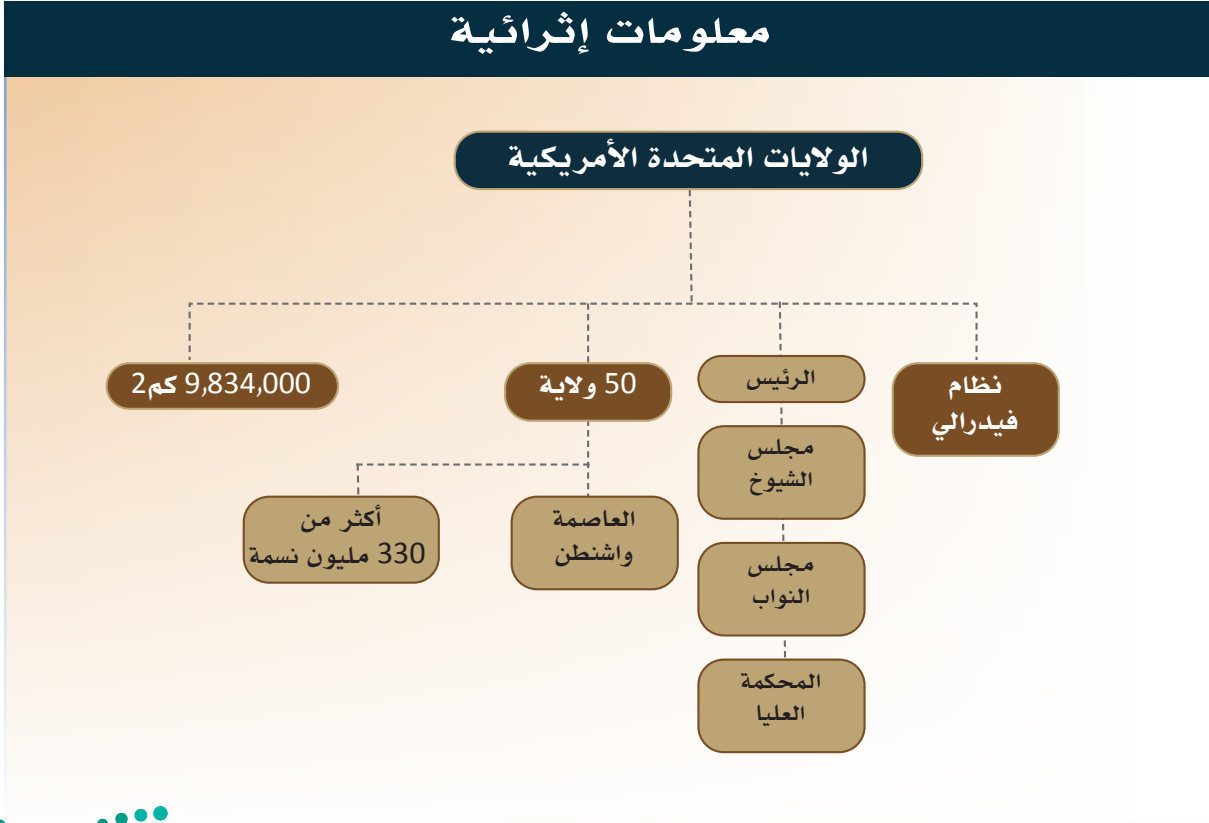 معلومات إثرائية
الولايات المتحدة الأمريكية
نظام
فيدرالي
الرئيس
مجلس
الشيوخ
مجلس
النواب
المحكمة
العليا
50 ولاية
العاصمة
واشنطن
أكثر من
330 مليون نسمة
9,834,000 كم2